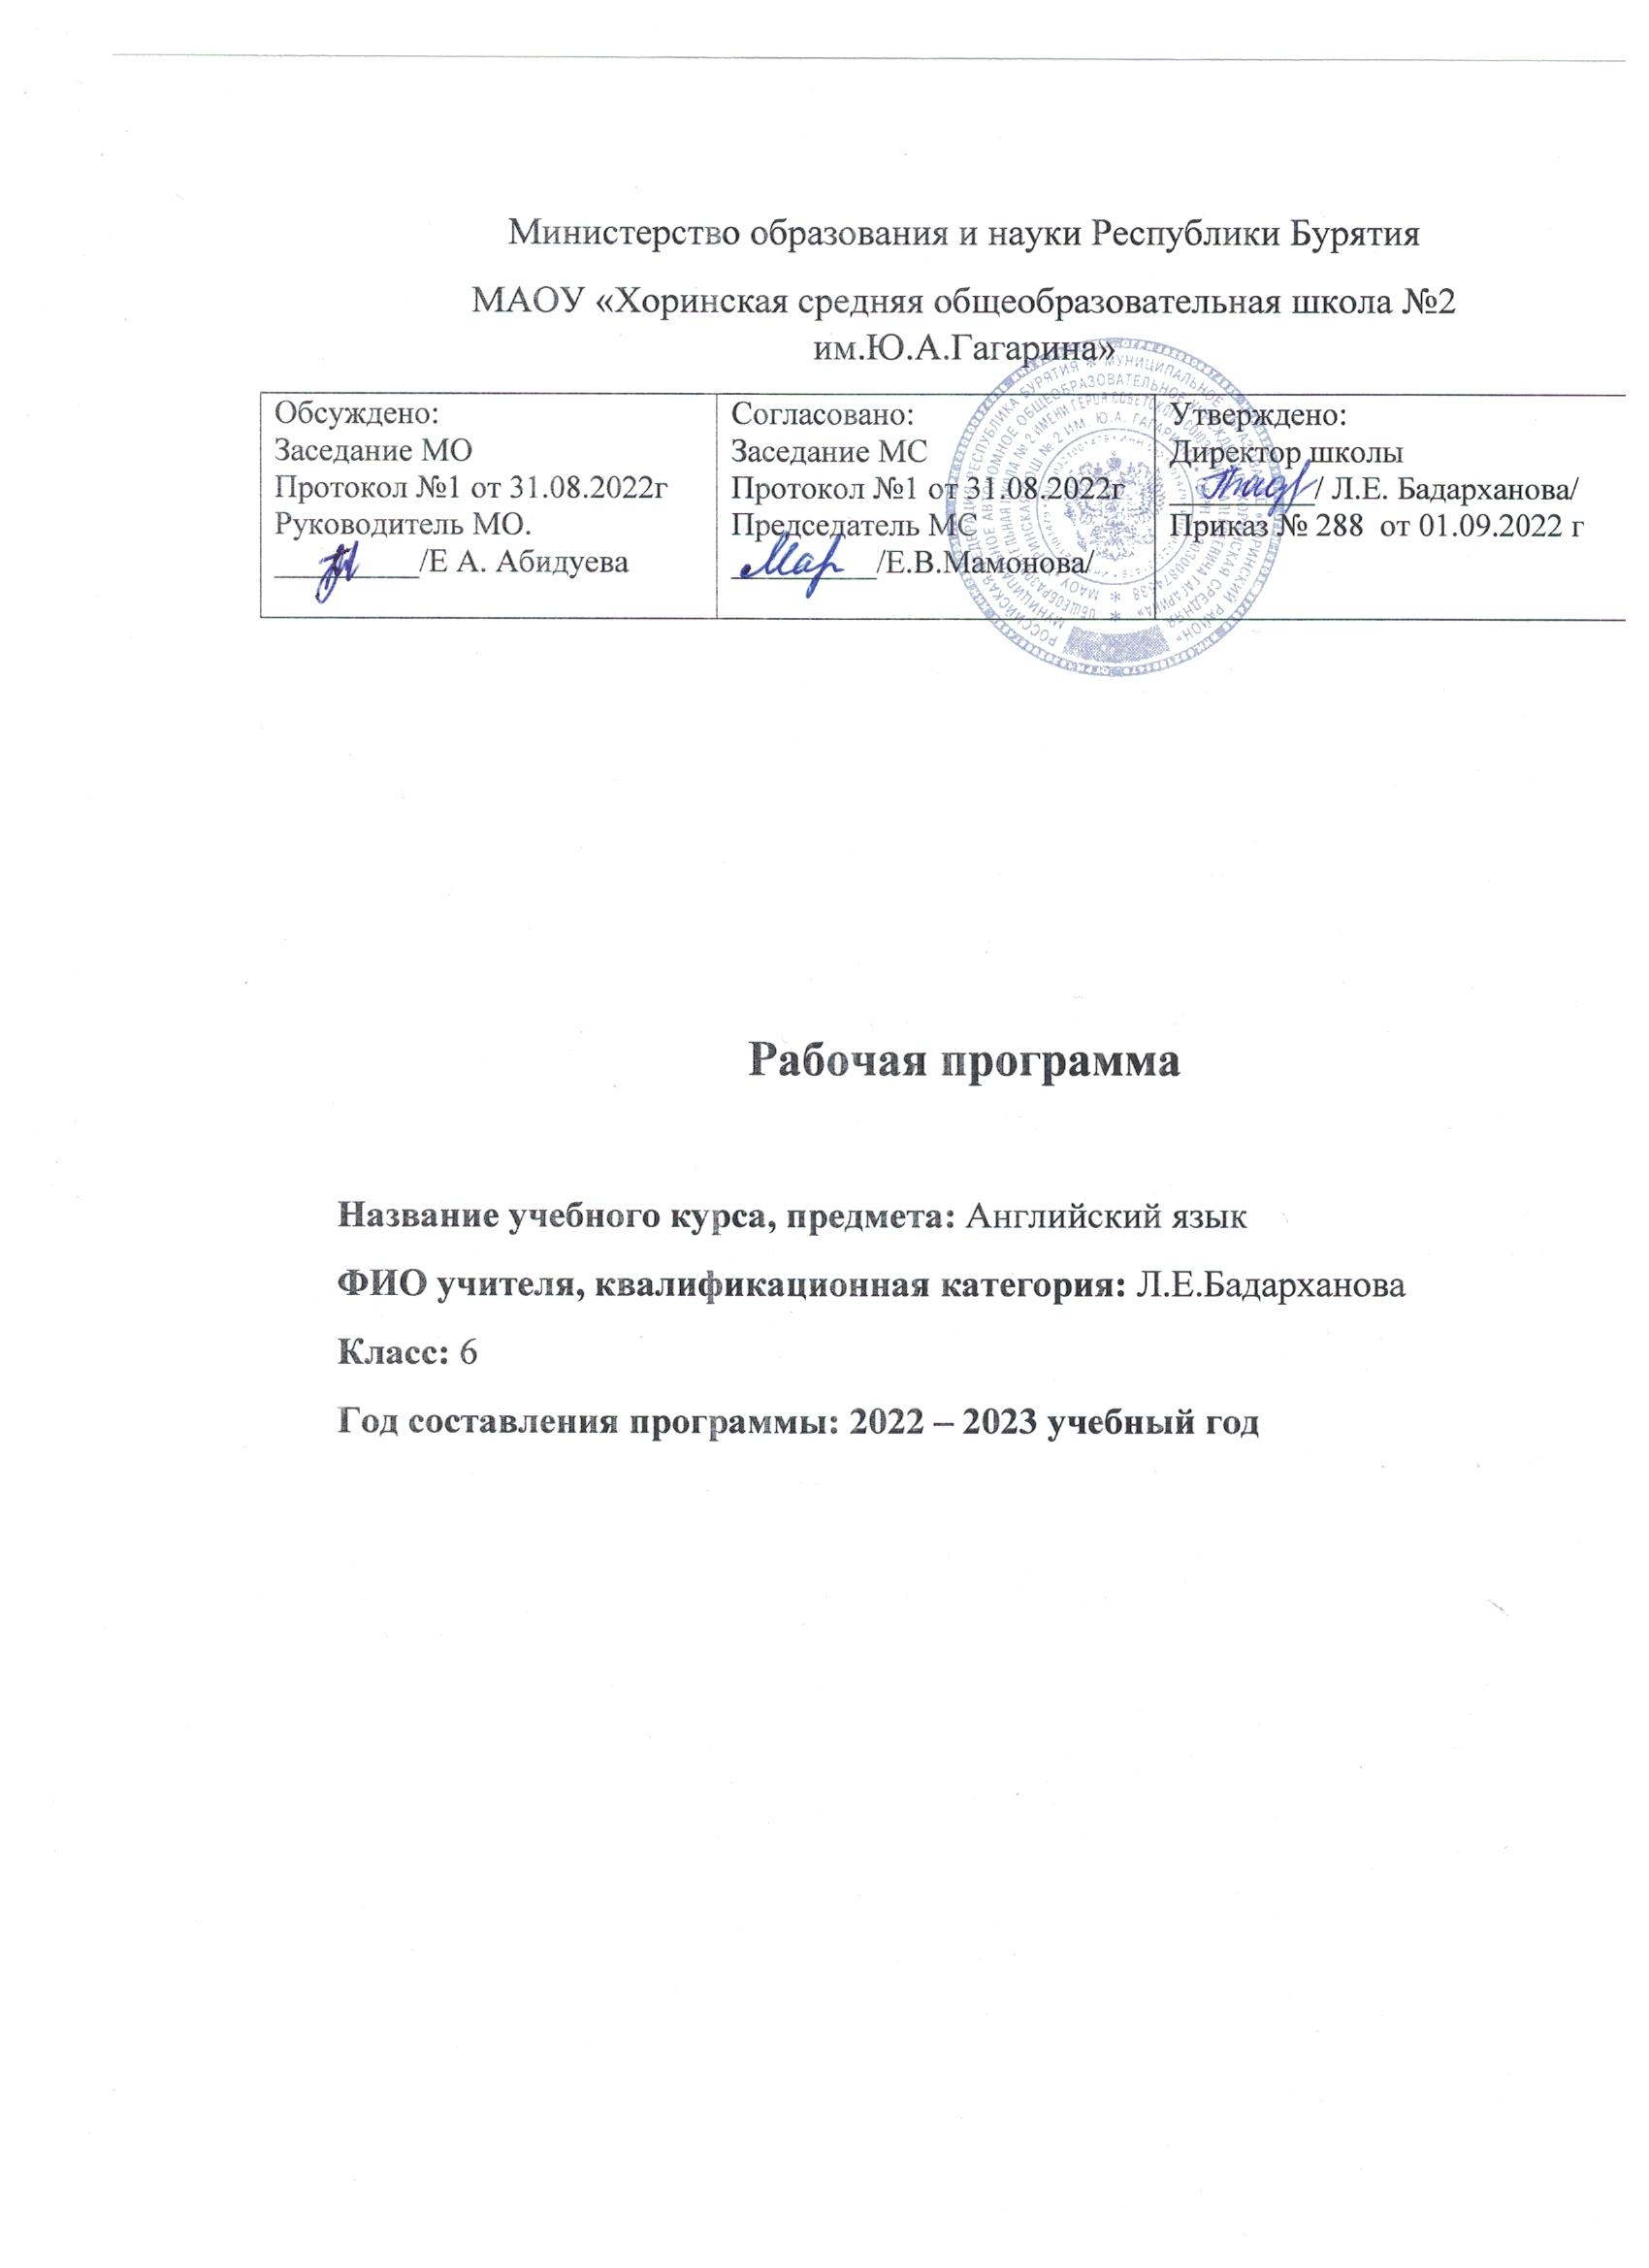 Министерство образования и науки Республики Бурятия
МАОУ «Хоринская средняя общеобразовательная школа №2
им.Ю.А.Гагарина»
Обсуждено:
Заседание МО
Протокол №1 от 31.08.2022г
Руководитель МО.
_________/Е А. Абидуева
Согласовано:
Заседание МС
Протокол №1 от 31.08.2022г
Председатель МС
_________/Е.В.Мамонова/
Утверждено:
Директор школы
_________/ Л.Е. Бадарханова/
Приказ № 288 от 01.09.2022 г
Рабочая программа
Название учебного курса, предмета: Английский язык
ФИО учителя, квалификационная категория: Л.Е.Бадарханова
Класс: 6
Год составления программы: 2022 – 2023 учебный год